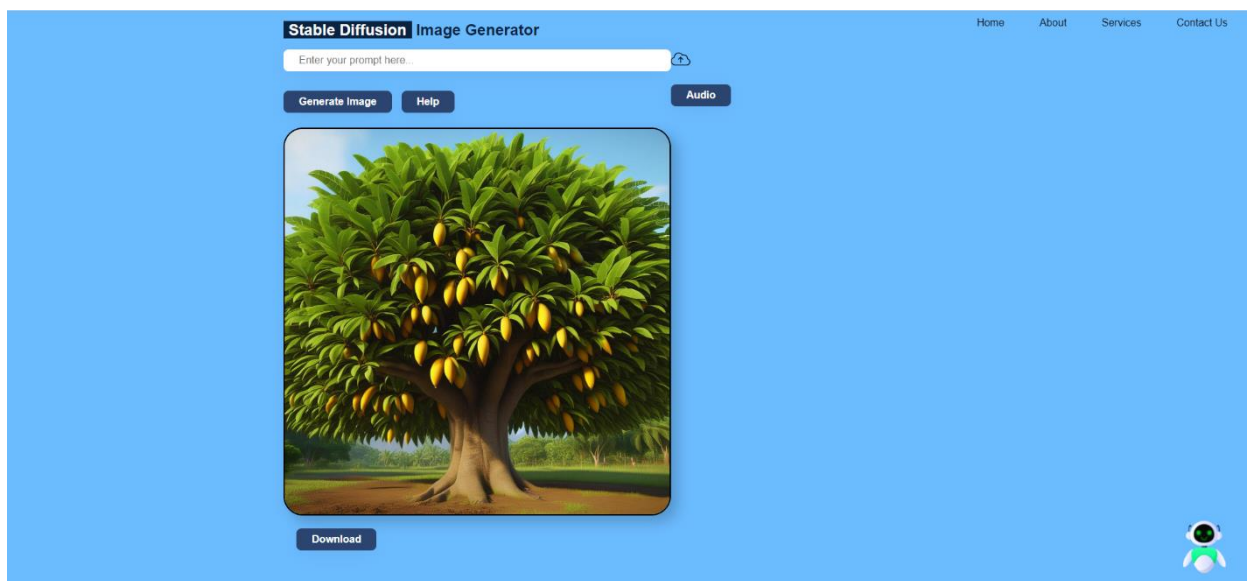 Home About Services Contact Us
Stable Diffusion Image Generator
Enter your prompt here...
Generate Image Help Audio
Download